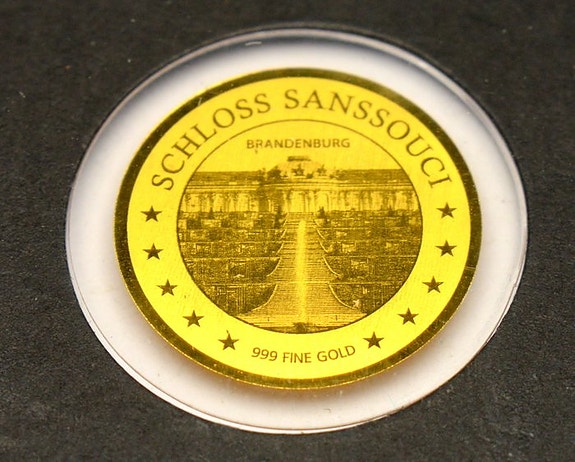 SCHLOSS SANSSOUCI
BRANDENBURG
999 FINE GOLD